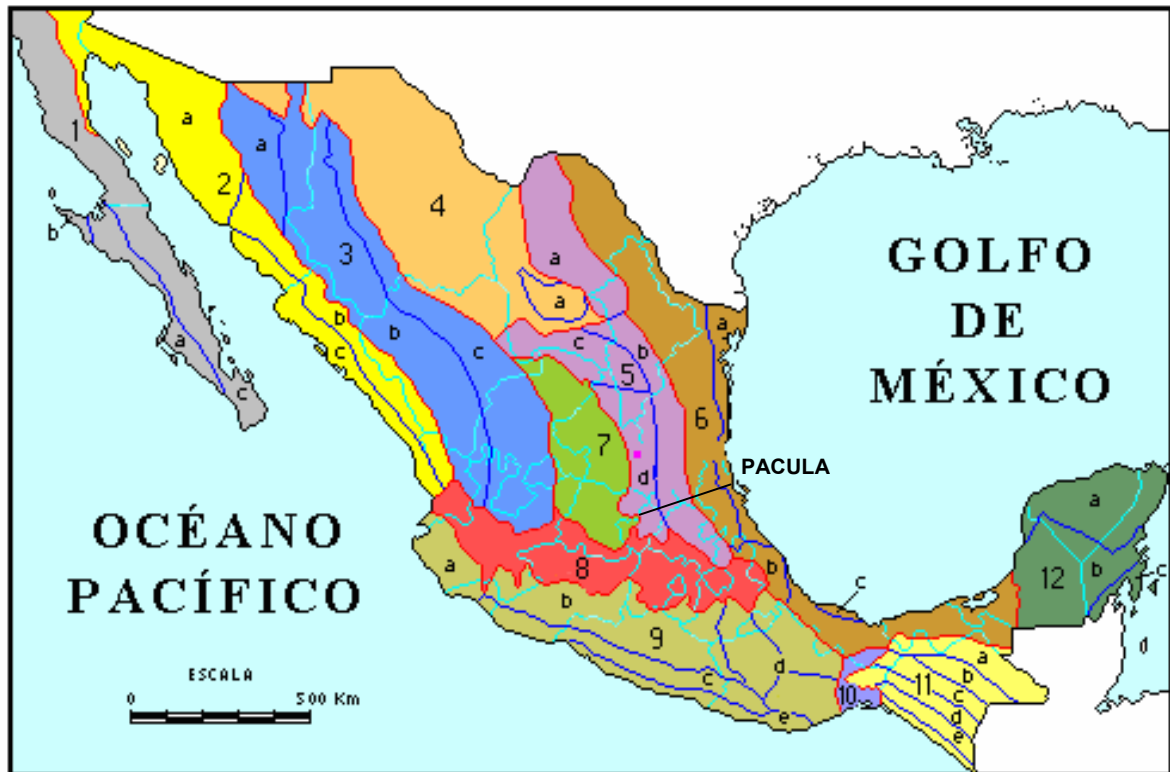 GOLFO
DE
MÉXICO
OCÉANO
PACÍFICO
PACULA
ESCALA
0 500 Km
1
a
b
c
2
a
b
c
3
a
b
c
4
a
5
a
b
c
d
6
a
b
c
7
8
9
a
b
c
d
e
10
11
a
b
c
d
e
12
a
b
c
d